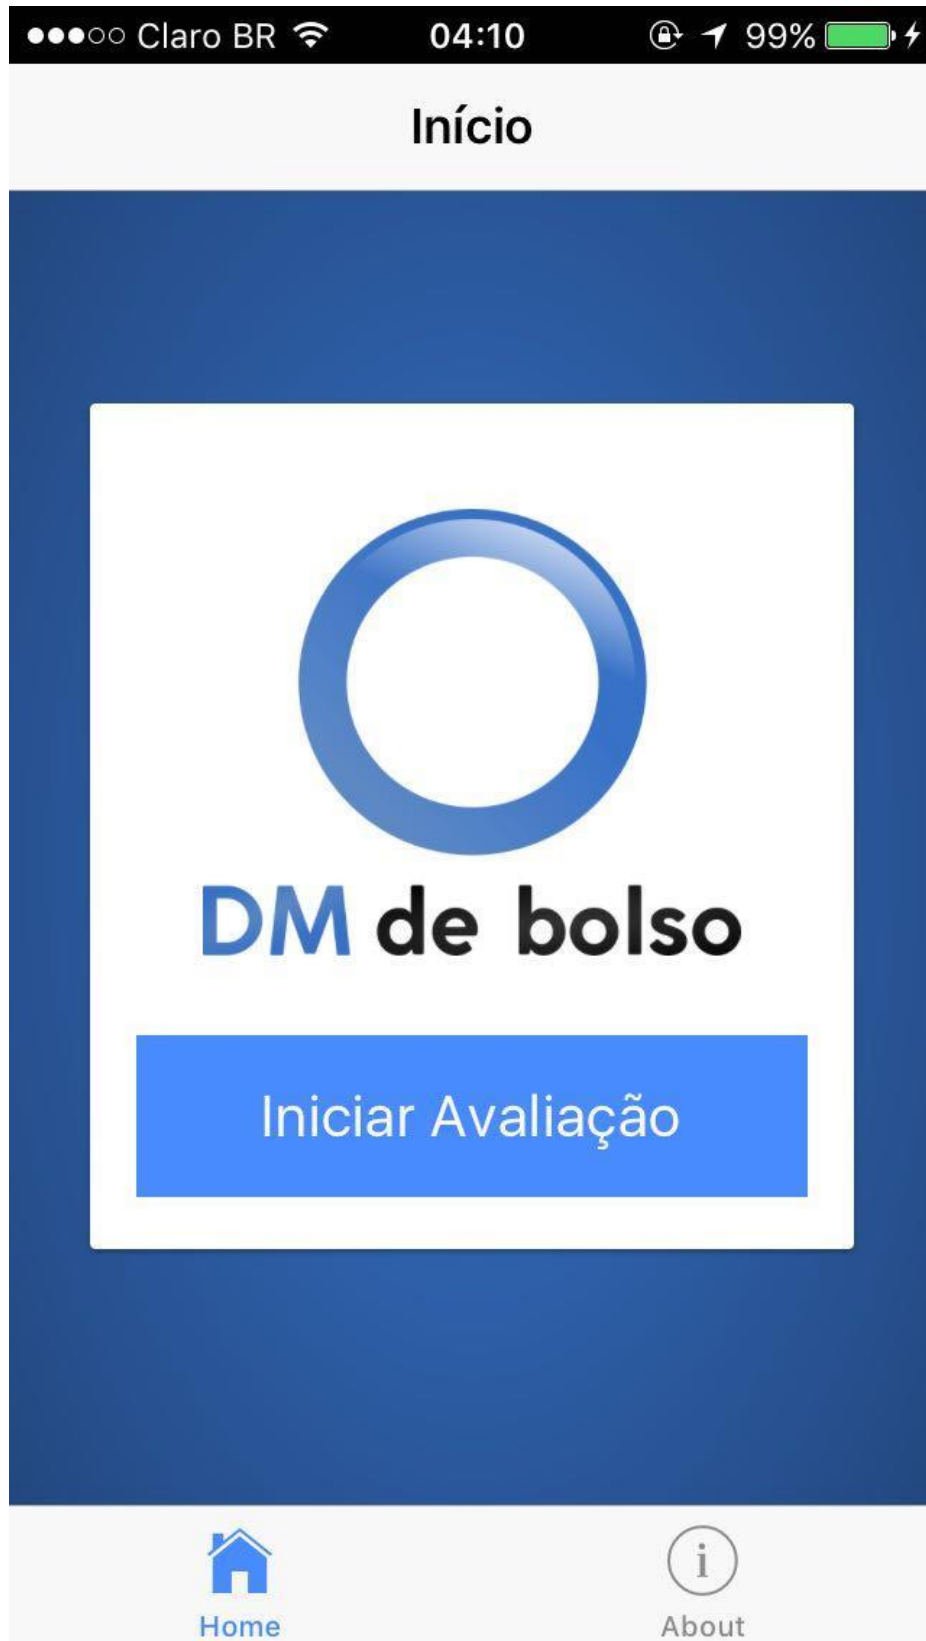 Claro BR 04:10 99%
Início
DM de bolso
Iniciar Avaliação
Home About